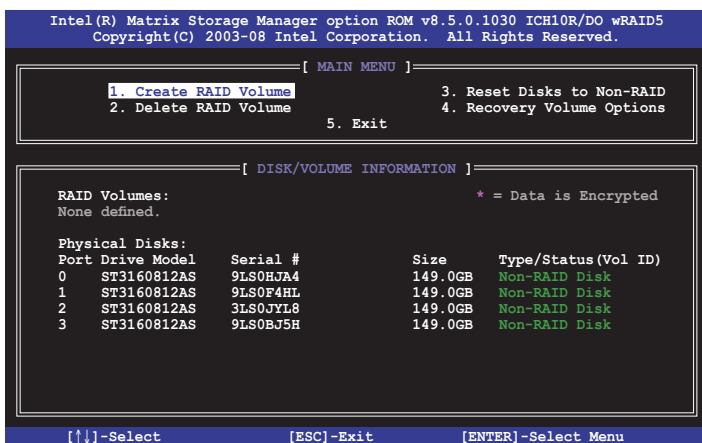 Intel(R) Matrix Storage Manager option ROM v8.5.0.1030 ICH10R/DO wRAID5
Copyright(C) 2003-08 Intel Corporation. All Rights Reserved.
[ MAIN MENU ]
1. Create RAID Volume 3. Reset Disks to Non-RAID
2. Delete RAID Volume 4. Recovery Volume Options
5. Exit
[ DISK/VOLUME INFORMATION ]
RAID Volumes: * = Data is Encrypted
None defined.
Physical Disks:
Port Drive Model Serial # Size Type/Status(Vol ID)
0 ST3160812AS 9LS0HJA4 149.0GB Non-RAID Disk
1 ST3160812AS 9LS0F4HL 149.0GB Non-RAID Disk
2 ST3160812AS 3LS0JYL8 149.0GB Non-RAID Disk
3 ST3160812AS 9LS0BJ5H 149.0GB Non-RAID Disk
[↑↓]-Select [ESC]-Exit [ENTER]-Select Menu